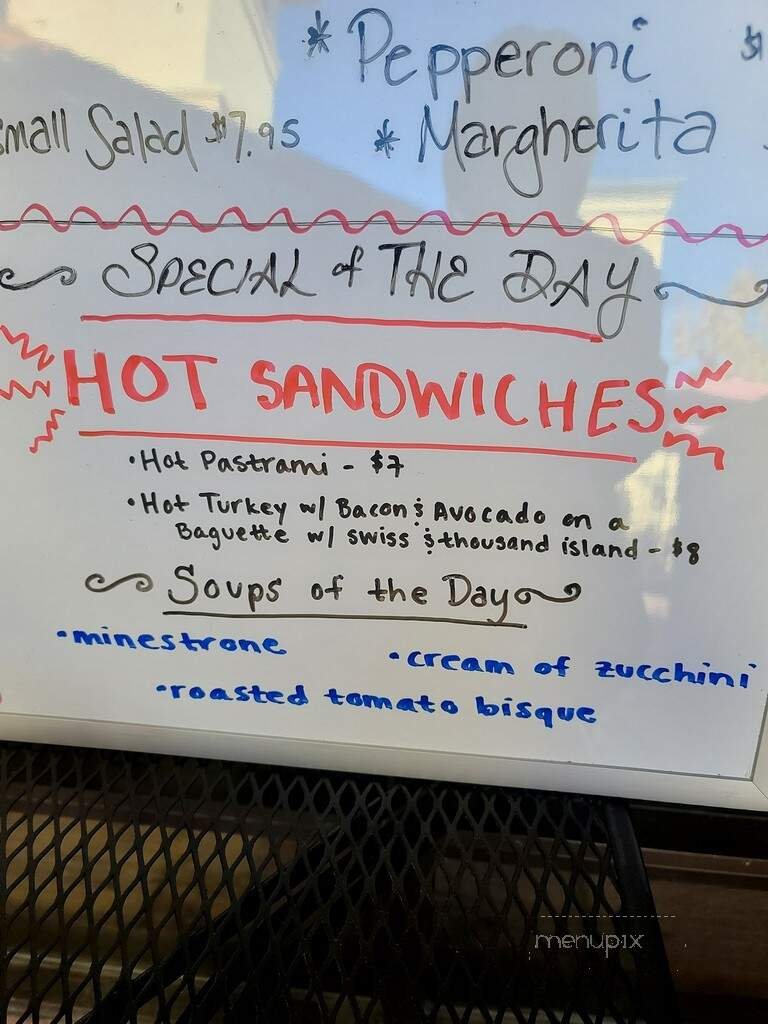 * Pepperoni
Small Salad $7.95
* Margherita
SPECIAL of THE DAY
HOT SANDWICHES
• Hot Pastrami - $7
• Hot Turkey w/ Bacon & Avocado on a
Baguette w/ swiss & thousand island - $8
Soups of the Day
• minestrone
• cream of zucchini
• roasted tomato bisque
menupix